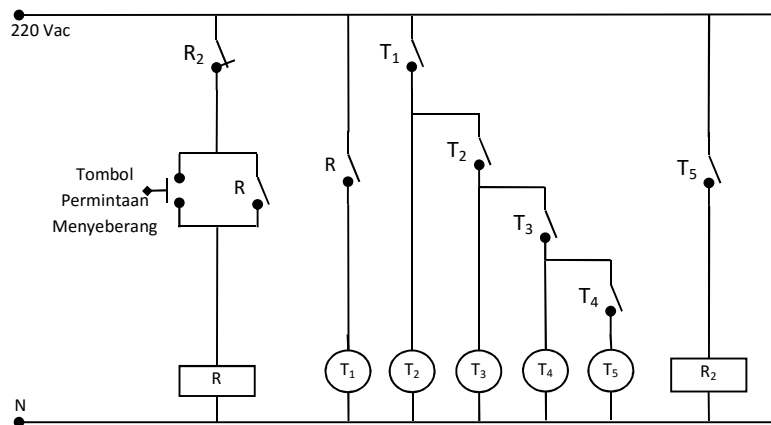 220 Vac
R2
T1
R
T2
T5
Tombol
Permintaan
Menyeberang
R
T3
T4
R
T1
T2
T3
T4
T5
R2
N